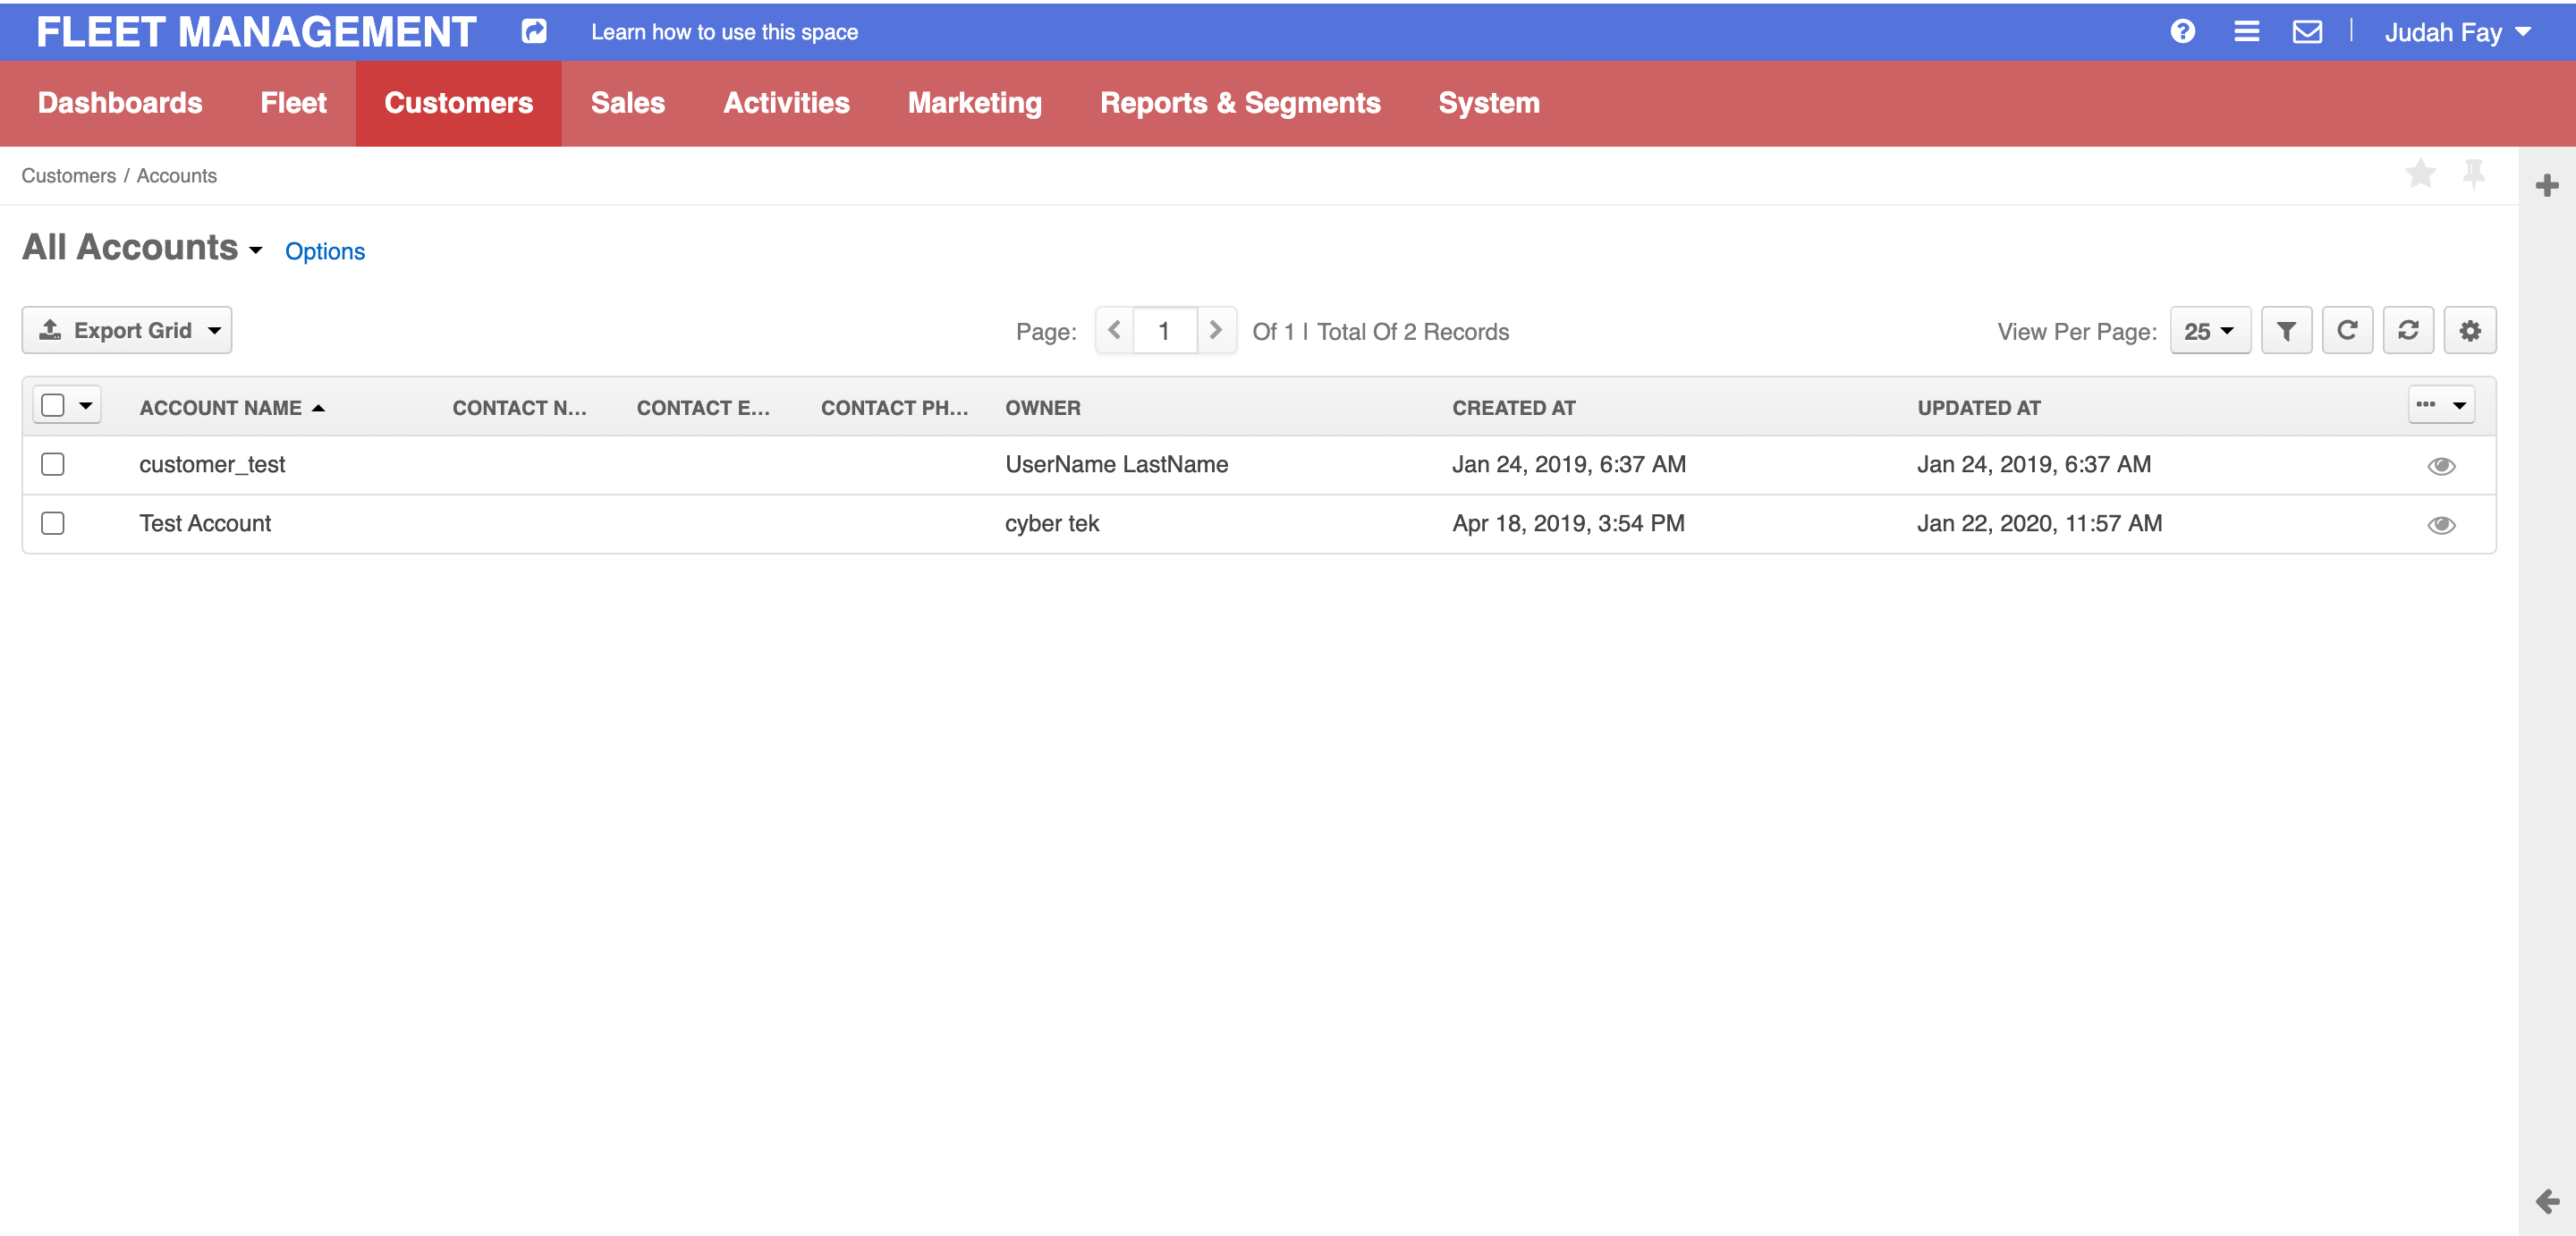 FLEET MANAGEMENT Learn how to use this space Judah Fay
Dashboards Fleet Customers Sales Activities Marketing Reports & Segments System
Customers / Accounts
All Accounts Options
Export Grid Page: 1 Of 1 | Total Of 2 Records View Per Page: 25
ACCOUNT NAME CONTACT N... CONTACT E... CONTACT PH... OWNER CREATED AT UPDATED AT
customer_test UserName LastName Jan 24, 2019, 6:37 AM Jan 24, 2019, 6:37 AM
Test Account cyber tek Apr 18, 2019, 3:54 PM Jan 22, 2020, 11:57 AM